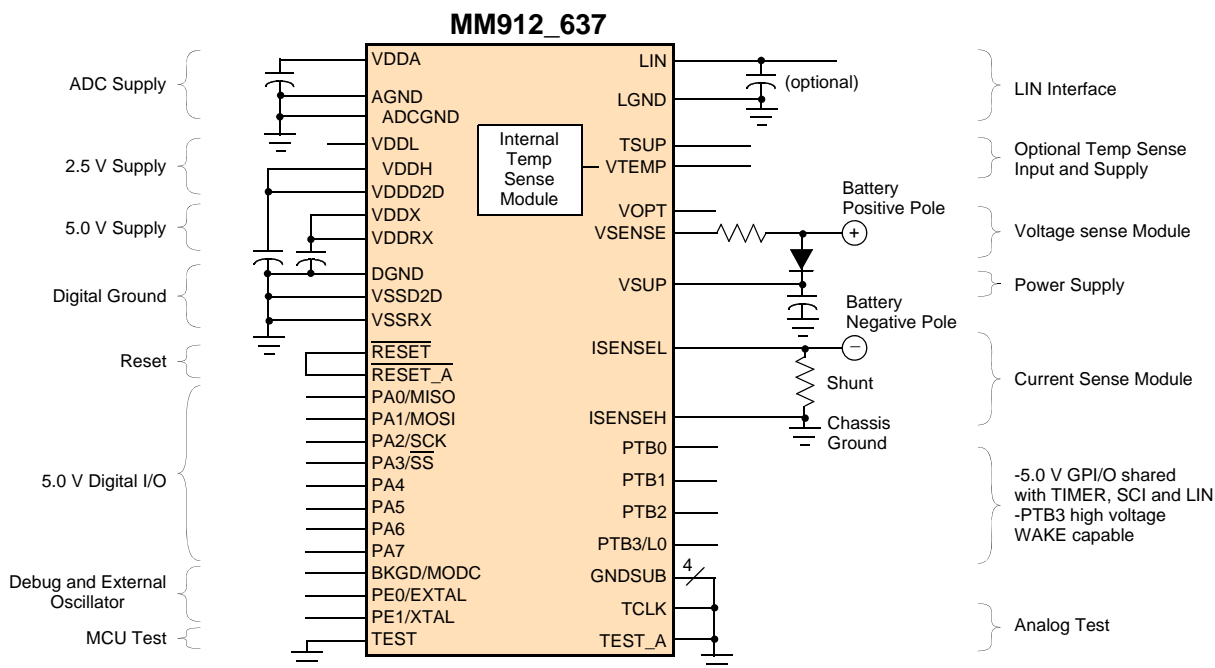 MM912_637
ADC Supply
2.5 V Supply
5.0 V Supply
Digital Ground
Reset
5.0 V Digital I/O
Debug and External
Oscillator
MCU Test
VDDA
AGND
ADCGND
VDDL
VDDH
VDDD2D
VDDX
VDDRX
DGND
VSSD2D
VSSRX
RESET
RESET_A
PA0/MISO
PA1/MOSI
PA2/SCK
PA3/SS
PA4
PA5
PA6
PA7
BKGD/MODC
PE0/EXTAL
PE1/XTAL
TEST
Internal
Temp
Sense
Module
LIN
LGND
TSUP
VTEMP
VOPT
VSENSE
VSUP
ISENSEL
ISENSEH
PTB0
PTB1
PTB2
PTB3/L0
GNDSUB
TCLK
TEST_A
(optional)
Battery
Positive Pole
+
Battery
Negative Pole
−
Shunt
Chassis
Ground
4
LIN Interface
Optional Temp Sense
Input and Supply
Voltage sense Module
Power Supply
Current Sense Module
-5.0 V GPI/O shared
with TIMER, SCI and LIN
-PTB3 high voltage
WAKE capable
Analog Test